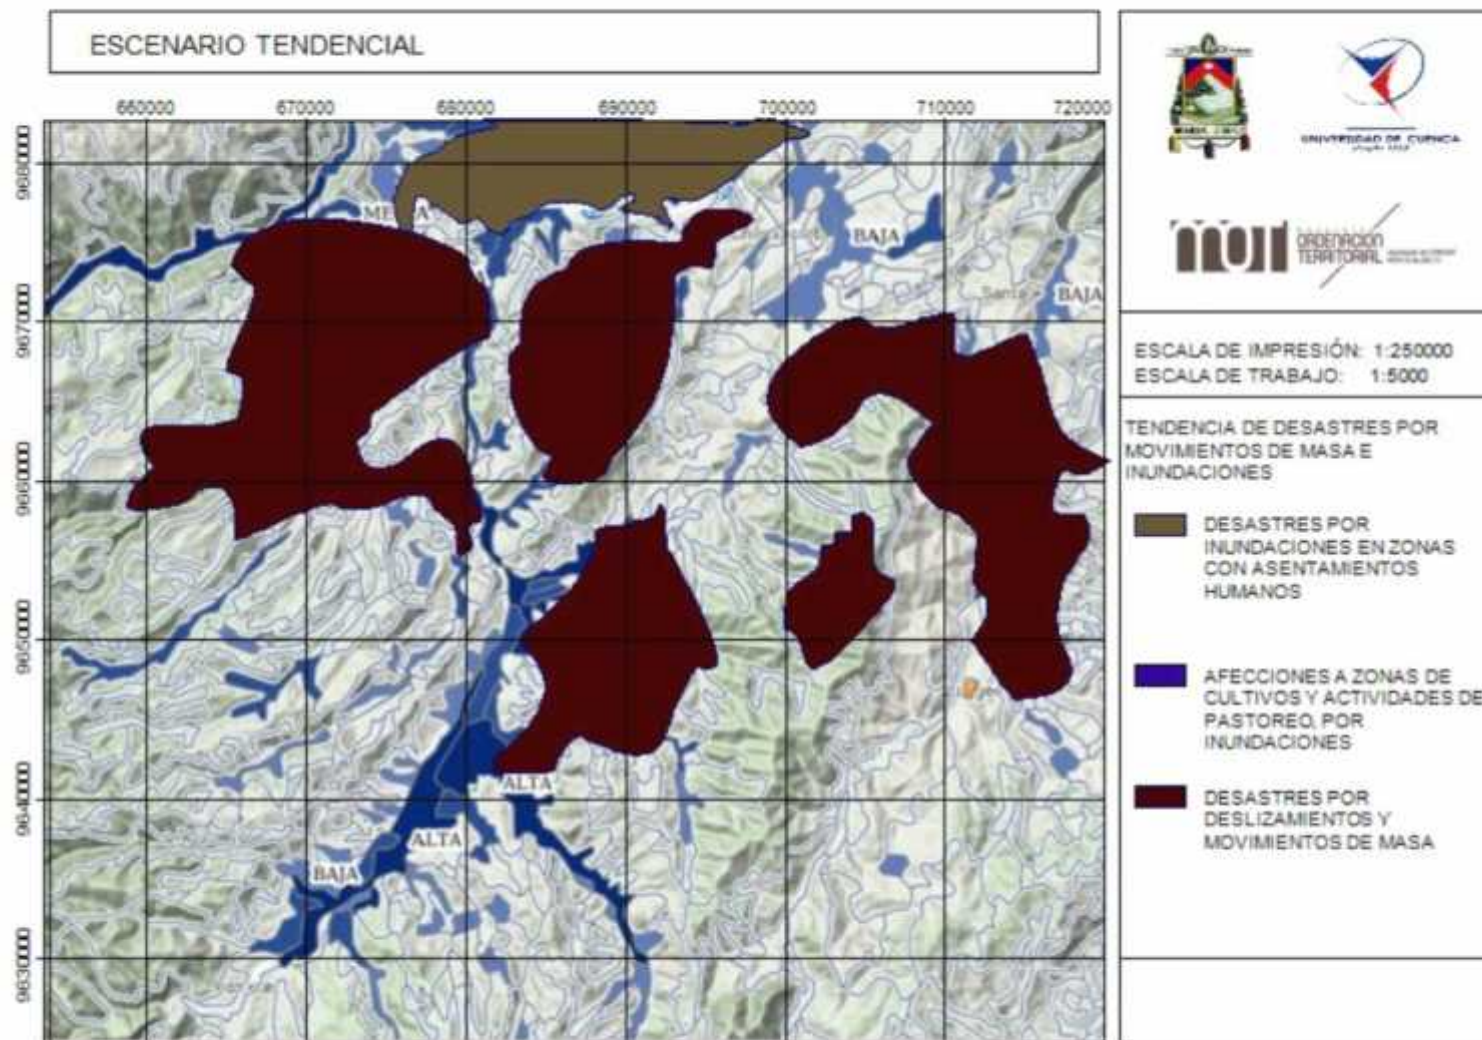 ESCENARIO TENDENCIAL
660000 670000 680000 690000 700000 710000 720000
9680000
9670000
9660000
9650000
9640000
9630000
BAJA
BAJA
ALTA
ALTA
BAJA
UNIVERSIDAD DE CUENCA
MOT
ORDENACIÓN
TERRITORIAL
ESCALA DE IMPRESIÓN: 1:250000
ESCALA DE TRABAJO: 1:5000
TENDENCIA DE DESASTRES POR
MOVIMIENTOS DE MASA E
INUNDACIONES
DESASTRES POR
INUNDACIONES EN ZONAS
CON ASENTAMIENTOS
HUMANOS
AFECCIONES A ZONAS DE
CULTIVOS Y ACTIVIDADES DE
PASTOREO, POR
INUNDACIONES
DESASTRES POR
DESLIZAMIENTOS Y
MOVIMIENTOS DE MASA